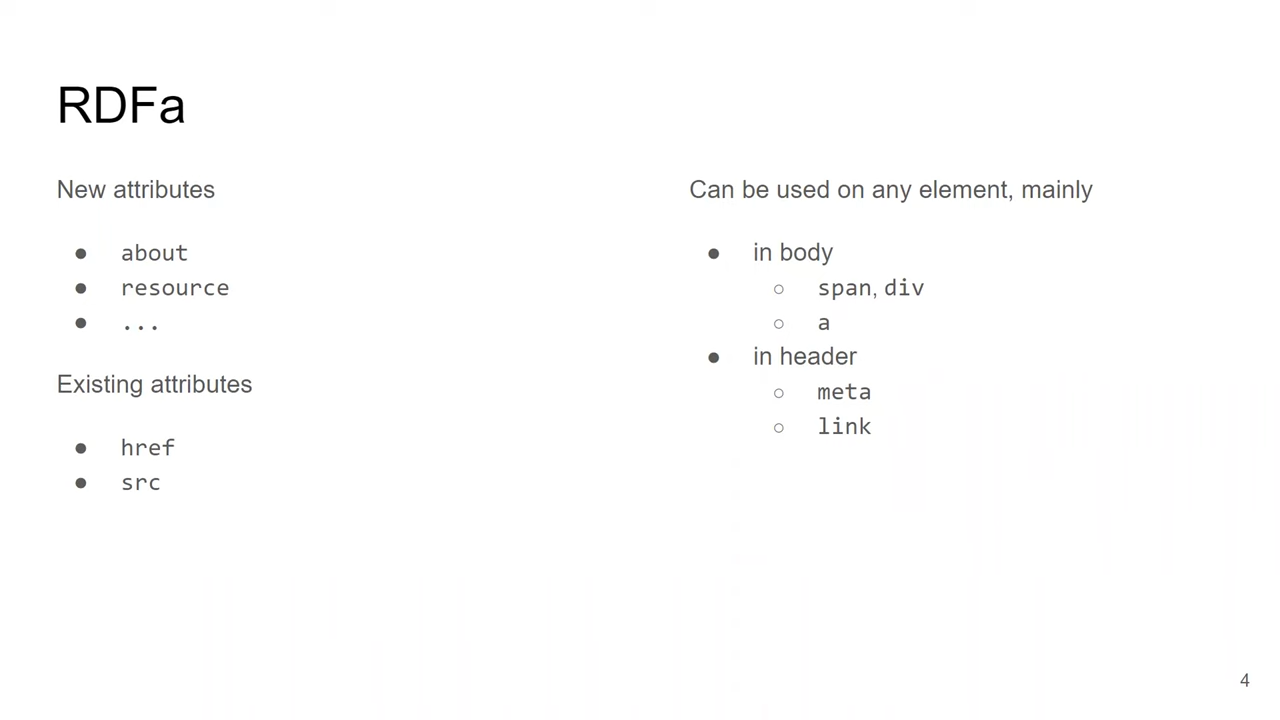 RDFa
New attributes
● about
● resource
● ...
Existing attributes
● href
● src
Can be used on any element, mainly
● in body
○ span, div
○ a
● in header
○ meta
○ link
4